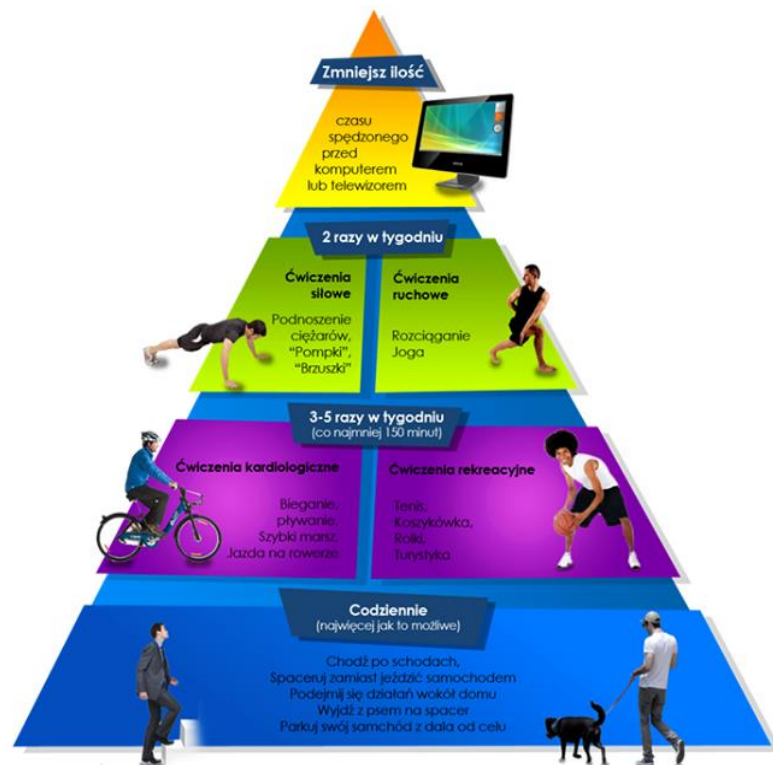 Zmniejsz ilość
czasu
spędzonego
przed
komputerem
lub telewizorem
2 razy w tygodniu
Ćwiczenia
siłowe
Podnoszenie
ciężarów,
"Pompki",
"Brzuszki"
Ćwiczenia
ruchowe
Rozciąganie
Joga
3-5 razy w tygodniu
(co najmniej 150 minut)
Ćwiczenia kardiologiczne
Bieganie,
pływanie,
Szybki marsz,
Jazda na rowerze
Ćwiczenia rekreacyjne
Tenis,
Koszykówka,
Rolki,
Turystyka
Codziennie
(najwięcej jak to możliwe)
Chodź po schodach,
Spaceruj zamiast jeździć samochodem
Podejmij się działań wokół domu
Wyjdź z psem na spacer
Parkuj swój samchód z dala od celu